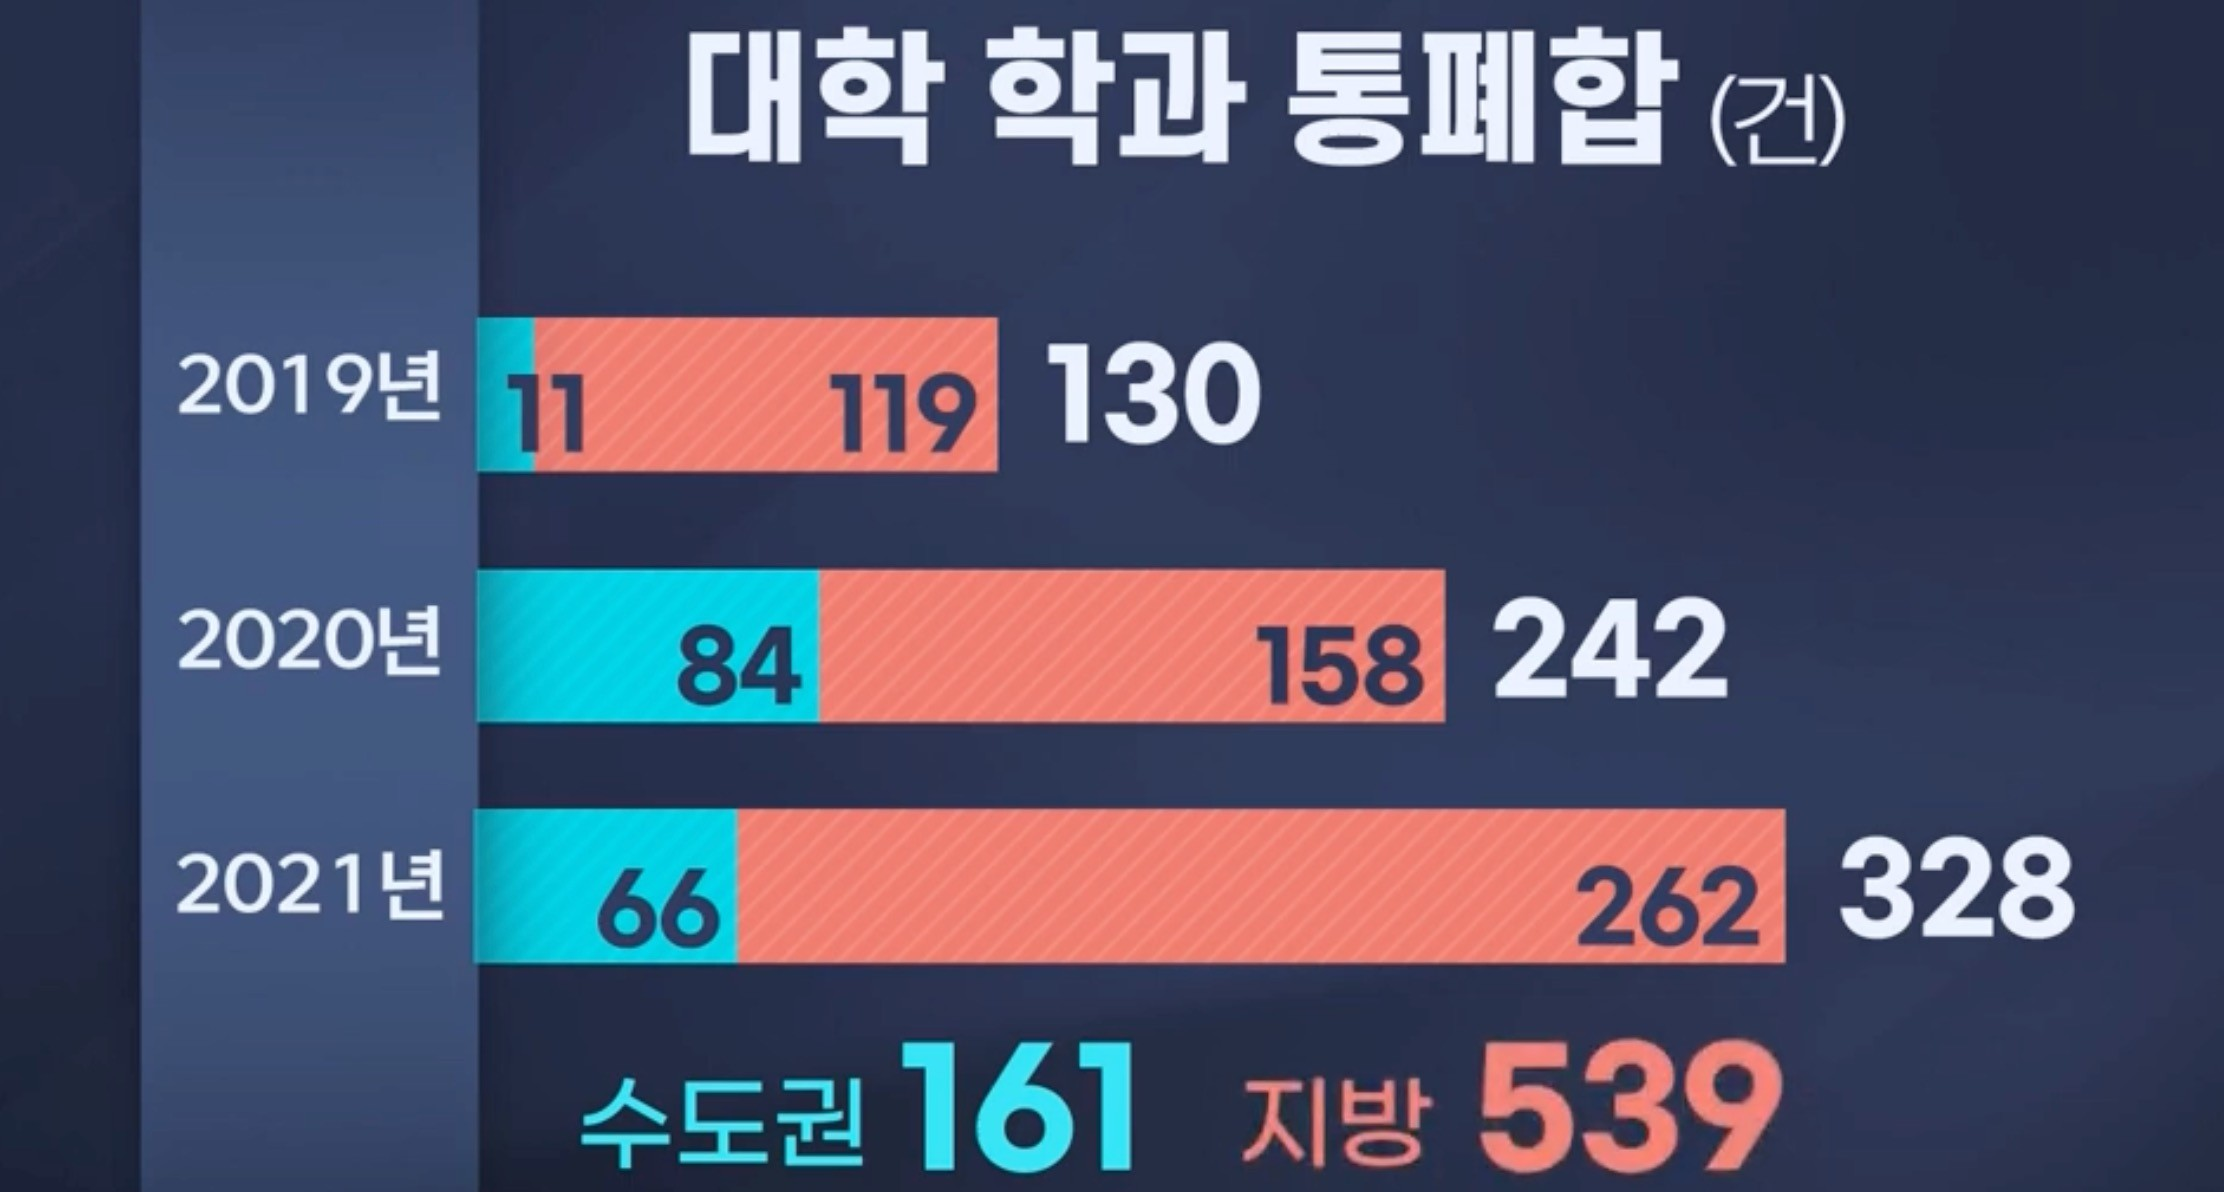 대학 학과 통폐합 (건)
2019년 11 119 130
2020년 84 158 242
2021년 66 262 328
수도권 161 지방 539